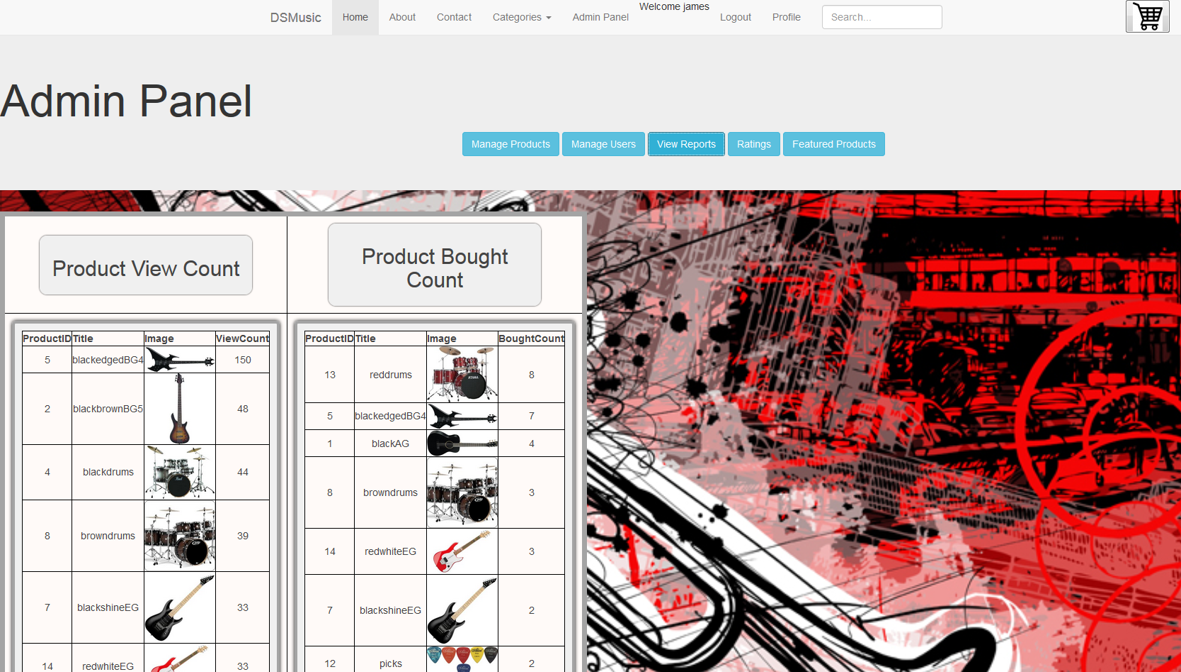 DSMusic Home About Contact Categories Admin Panel Welcome james Logout Profile Search...
Admin Panel
Manage Products Manage Users View Reports Ratings Featured Products
Product View Count
ProductID Title Image ViewCount
5 blackedgedBG4 150
2 blackbrownBG5 48
4 blackdrums 44
8 browndrums 39
7 blackshineEG 33
14 redwhiteEG 33
Product Bought
Count
ProductID Title Image BoughtCount
13 reddrums 8
5 blackedgedBG4 7
1 blackAG 4
8 browndrums 3
14 redwhiteEG 3
7 blackshineEG 2
12 picks 2